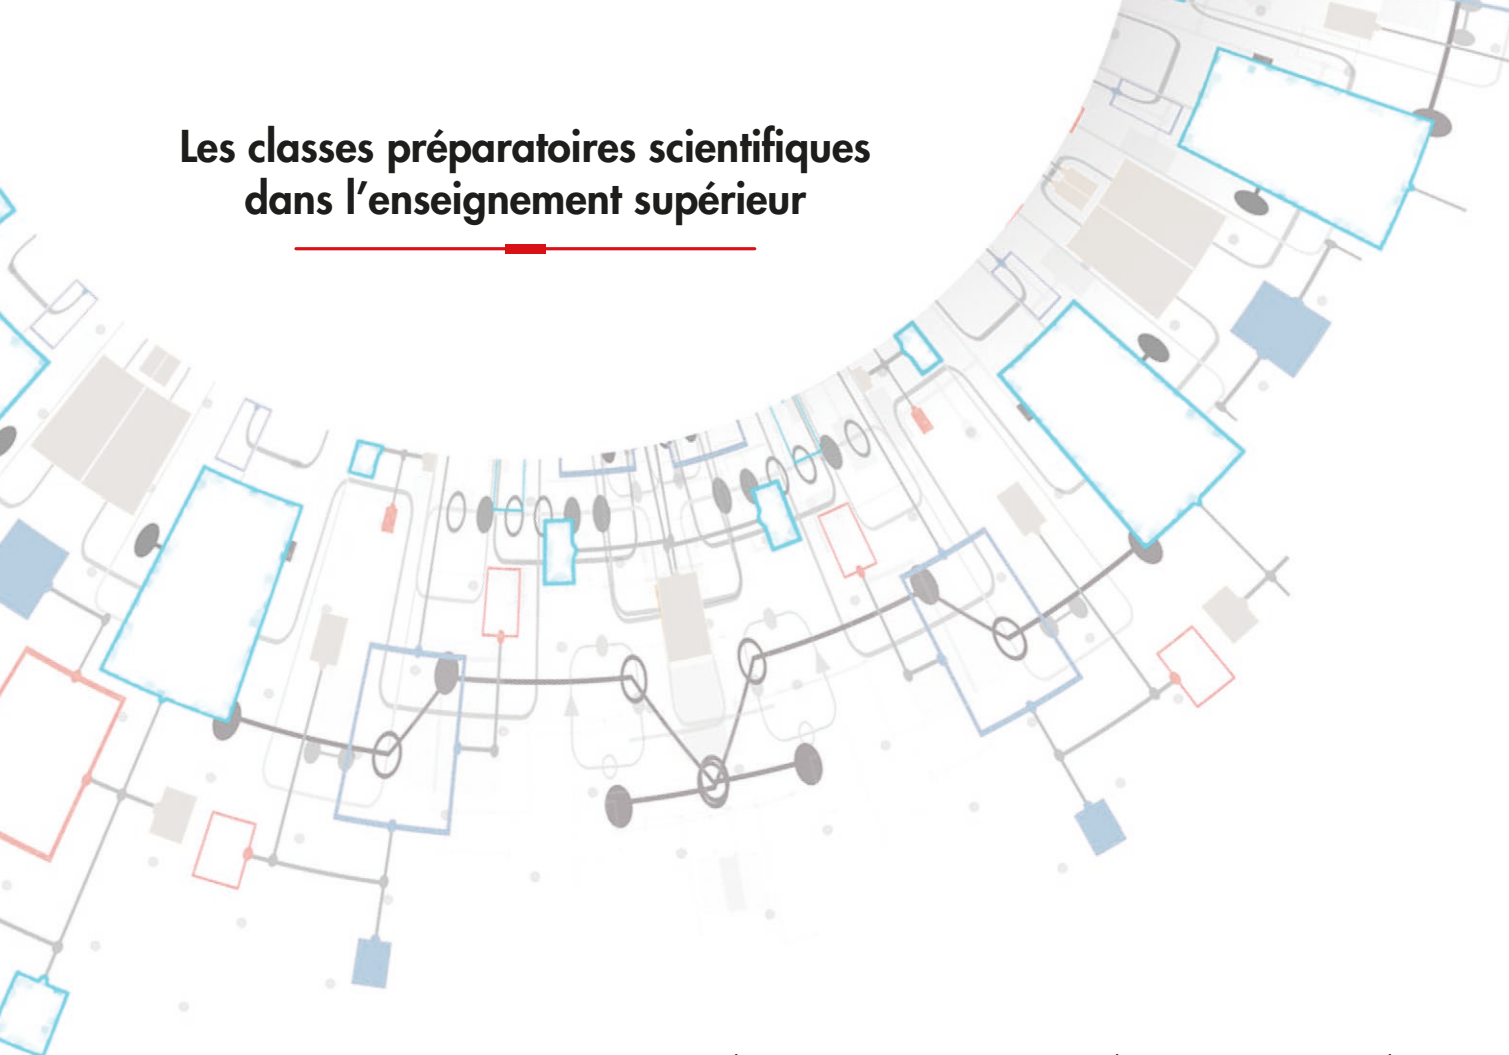 Les classes préparatoires scientifiques
dans l’enseignement supérieur